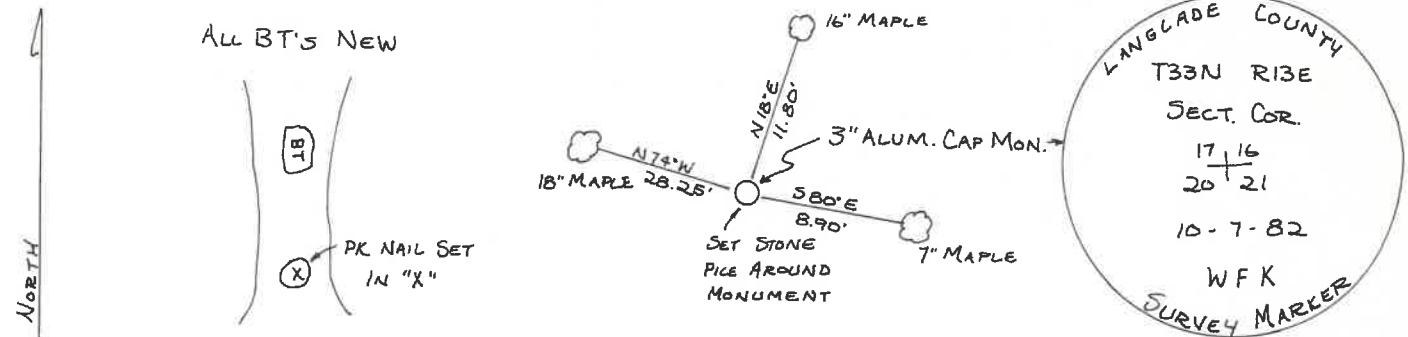 NORTH
ALL BT'S NEW
BT
X
PK NAIL SET
IN "X"
16" MAPLE
N18°E
11.80'
3" ALUM. CAP MON.
N74°W
18" MAPLE 28.25'
S80°E
8.90'
7" MAPLE
SET STONE
PILE AROUND
MONUMENT
LANGLADE COUNTY
T33N R13E
SECT. COR.
17 16
20 21
10-7-82
WFK
SURVEY MARKER